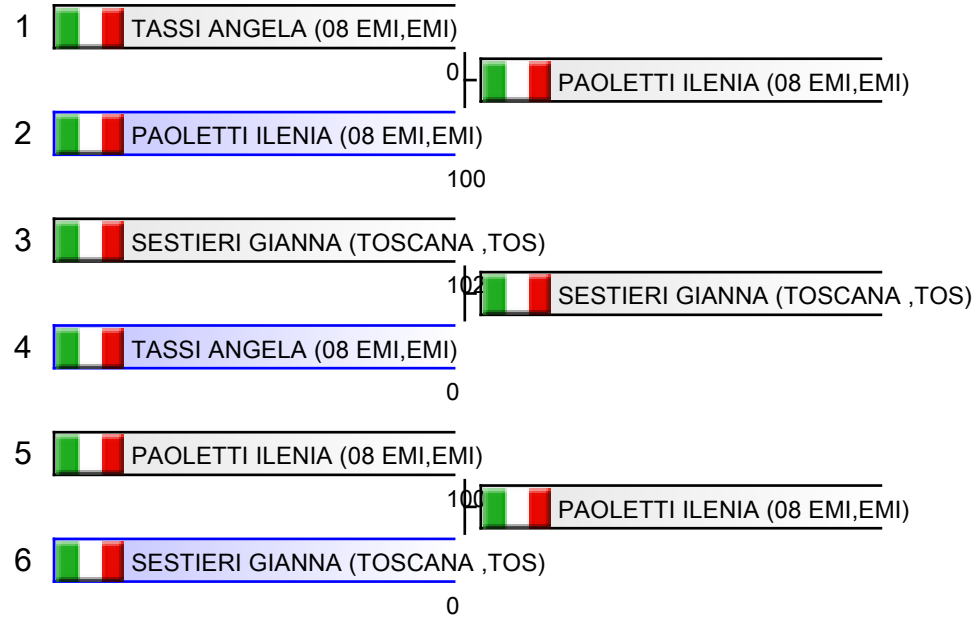 1 TASSI ANGELA (08 EMI,EMI)
0
PAOLETTI ILENIA (08 EMI,EMI)
2 PAOLETTI ILENIA (08 EMI,EMI)
100
3 SESTIERI GIANNA (TOSCANA ,TOS)
102
SESTIERI GIANNA (TOSCANA ,TOS)
4 TASSI ANGELA (08 EMI,EMI)
0
5 PAOLETTI ILENIA (08 EMI,EMI)
100
PAOLETTI ILENIA (08 EMI,EMI)
6 SESTIERI GIANNA (TOSCANA ,TOS)
0